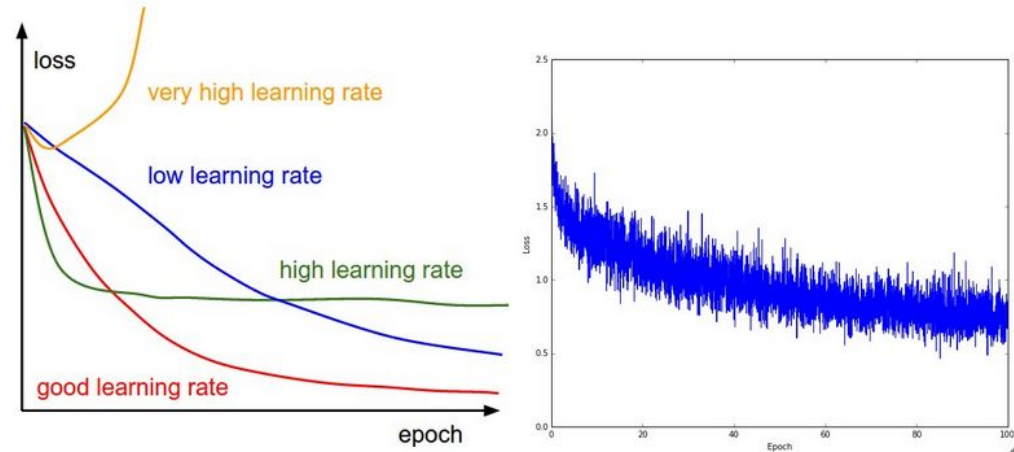 loss
very high learning rate
low learning rate
high learning rate
good learning rate
epoch
2.5
2.0
1.5
1.0
0.5
0.0
Loss
0 20 40 60 80 100
Epoch